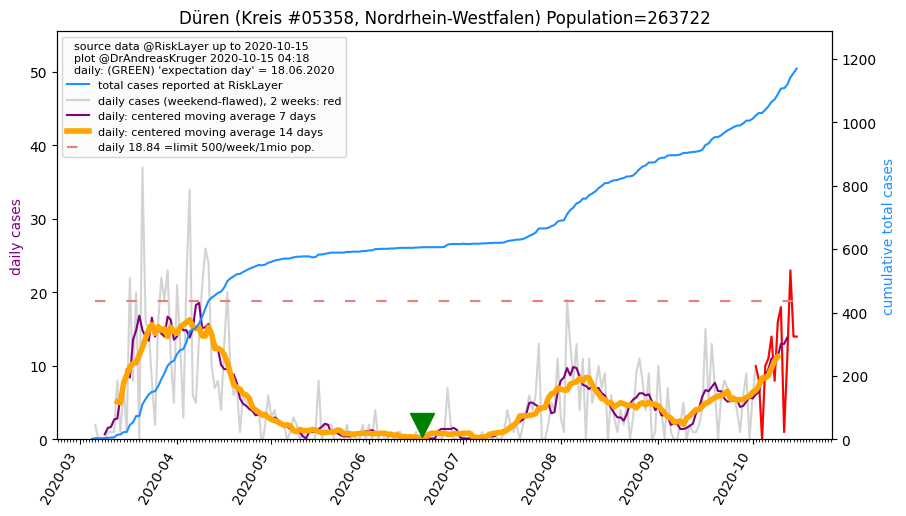 Düren (Kreis #05358, Nordrhein-Westfalen) Population=263722
source data @RiskLayer up to 2020-10-15
plot @DrAndreasKruger 2020-10-15 04:18
daily: (GREEN) 'expectation day' = 18.06.2020
total cases reported at RiskLayer
daily cases (weekend-flawed), 2 weeks: red
daily: centered moving average 7 days
daily: centered moving average 14 days
daily 18.84 =limit 500/week/1mio pop.
daily cases
50
40
30
20
10
0
cumulative total cases
1200
1000
800
600
400
200
0
2020-03
2020-04
2020-05
2020-06
2020-07
2020-08
2020-09
2020-10